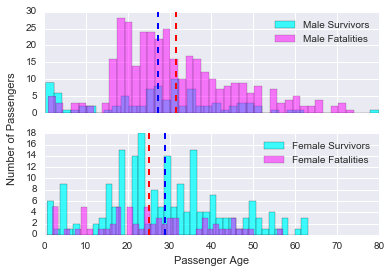 30
25
20
15
10
5
0
Male Survivors
Male Fatalities
Number of Passengers
18
16
14
12
10
8
6
4
2
0
Female Survivors
Female Fatalities
0 10 20 30 40 50 60 70 80
Passenger Age